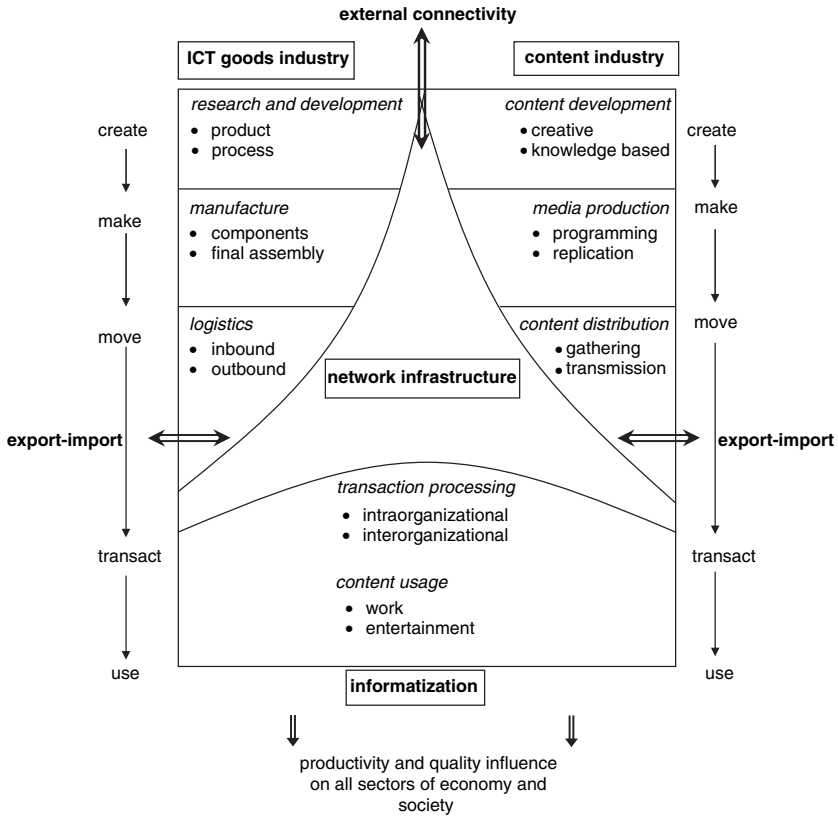 external connectivity
ICT goods industry
content industry
research and development
• product
• process
content development
• creative
• knowledge based
create
make
move
export-import
transact
use
manufacture
• components
• final assembly
media production
• programming
• replication
logistics
• inbound
• outbound
content distribution
• gathering
• transmission
network infrastructure
create
make
move
export-import
transact
use
transaction processing
• intraorganizational
• interorganizational
content usage
• work
• entertainment
informatization
productivity and quality influence
on all sectors of economy and
society